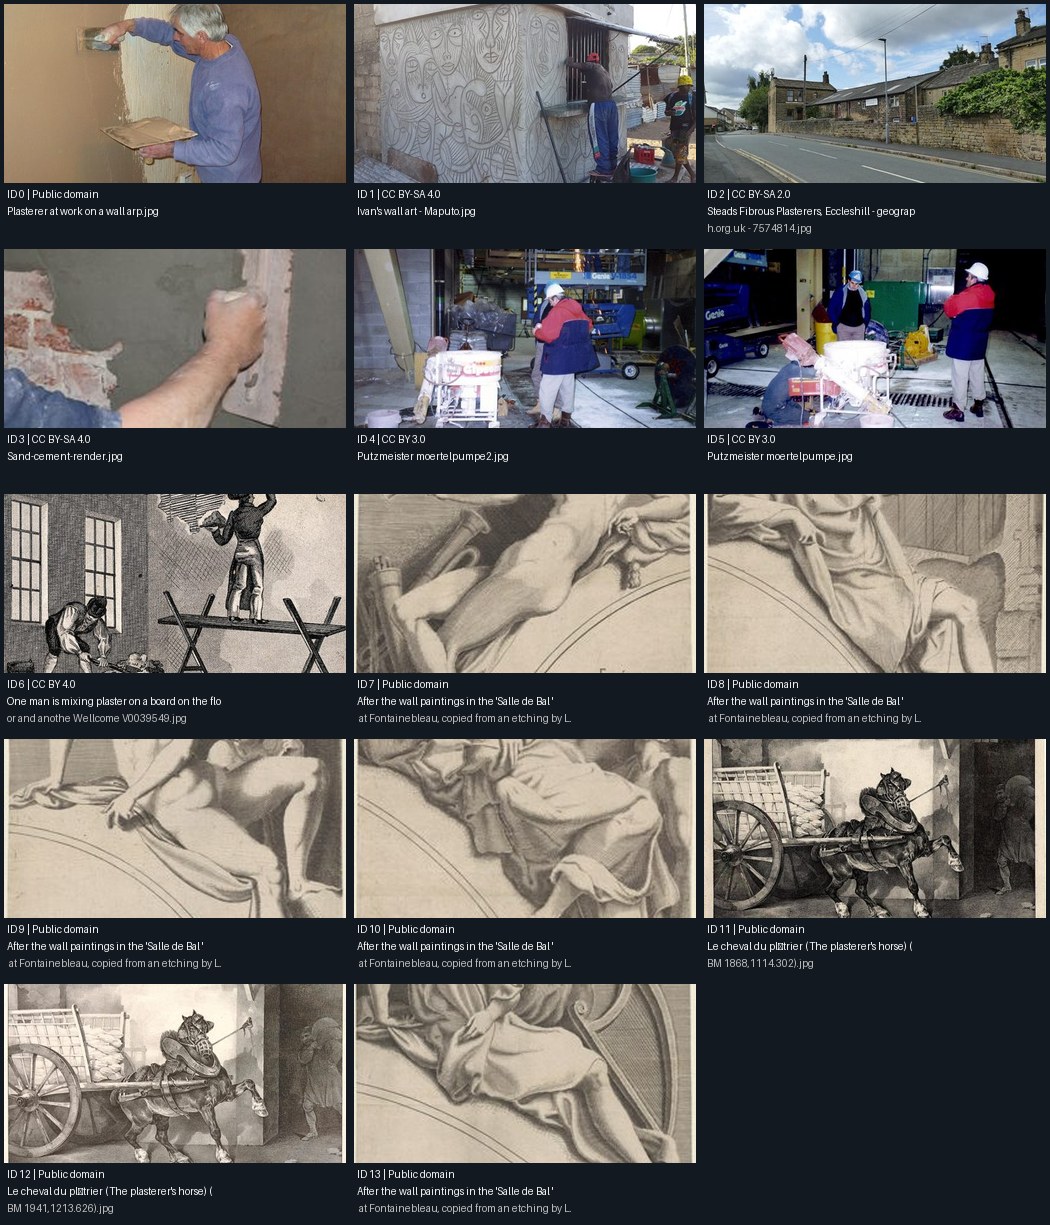 ID 0 | Public domain
Plasterer at work on a wall arp.jpg
ID 1 | CC BY-SA 4.0
Ivan's wall art - Maputo.jpg
ID 2 | CC BY-SA 2.0
Steads Fibrous Plasterers, Eccleshill - geograp
h.org.uk - 7574814.jpg
ID 3 | CC BY-SA 4.0
Sand-cement-render.jpg
ID 4 | CC BY 3.0
Putzmeister moertelpumpe2.jpg
Genie
ID 5 | CC BY 3.0
Putzmeister moertelpumpe.jpg
Genie
ID 6 | CC BY 4.0
One man is mixing plaster on a board on the flo
or and anothe Wellcome V0039549.jpg
ID 7 | Public domain
After the wall paintings in the 'Salle de Bal'
at Fontainebleau, copied from an etching by L.
ID 8 | Public domain
After the wall paintings in the 'Salle de Bal'
at Fontainebleau, copied from an etching by L.
ID 9 | Public domain
After the wall paintings in the 'Salle de Bal'
at Fontainebleau, copied from an etching by L.
ID 10 | Public domain
After the wall paintings in the 'Salle de Bal'
at Fontainebleau, copied from an etching by L.
ID 11 | Public domain
Le cheval du pl□trier (The plasterer's horse) (
BM 1868,1114.302).jpg
ID 12 | Public domain
Le cheval du pl□trier (The plasterer's horse) (
BM 1941,1213.626).jpg
ID 13 | Public domain
After the wall paintings in the 'Salle de Bal'
at Fontainebleau, copied from an etching by L.